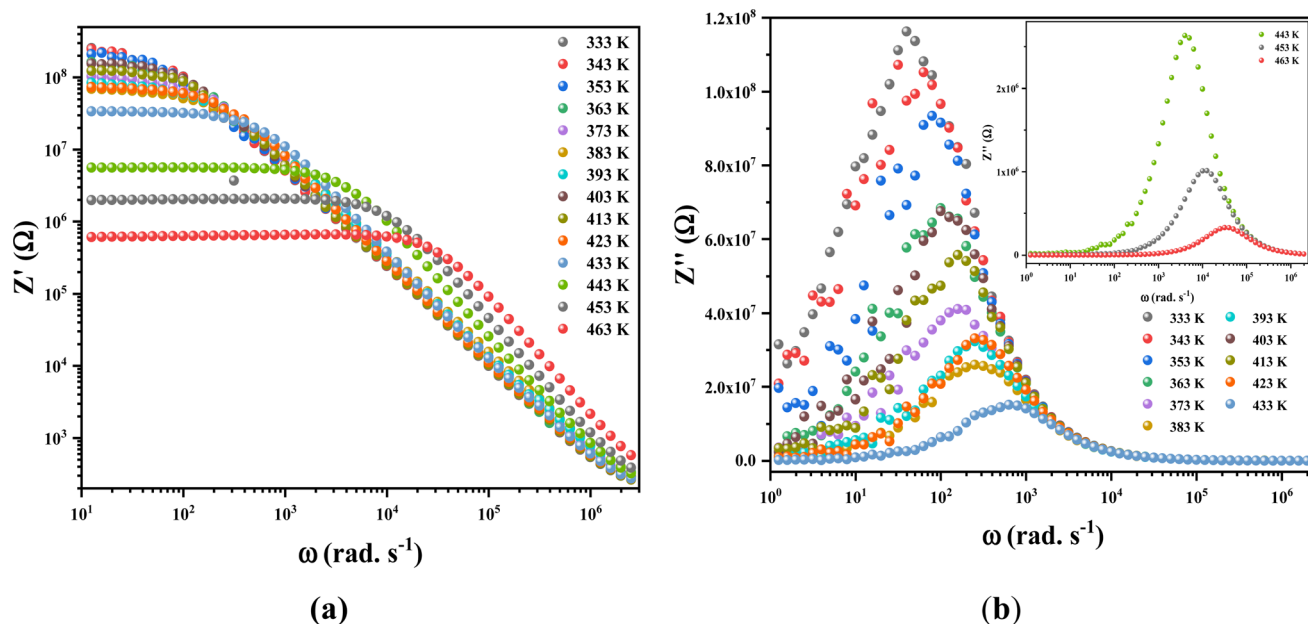 10⁸
10⁷
10⁶
10⁵
10⁴
10³
Z' (Ω)
10¹ 10² 10³ 10⁴ 10⁵ 10⁶
ω (rad. s⁻¹)
333 K
343 K
353 K
363 K
373 K
383 K
393 K
403 K
413 K
423 K
433 K
443 K
453 K
463 K
(a)
1.2x10⁸
1.0x10⁸
8.0x10⁷
6.0x10⁷
4.0x10⁷
2.0x10⁷
0.0
Z'' (Ω)
10⁰ 10¹ 10² 10³ 10⁴ 10⁵ 10⁶
ω (rad. s⁻¹)
2x10⁶
1x10⁶
0
Z'' (Ω)
10⁰ 10¹ 10² 10³ 10⁴ 10⁵ 10⁶
ω (rad. s⁻¹)
443 K
453 K
463 K
333 K 393 K
343 K 403 K
353 K 413 K
363 K 423 K
373 K 433 K
383 K
(b)